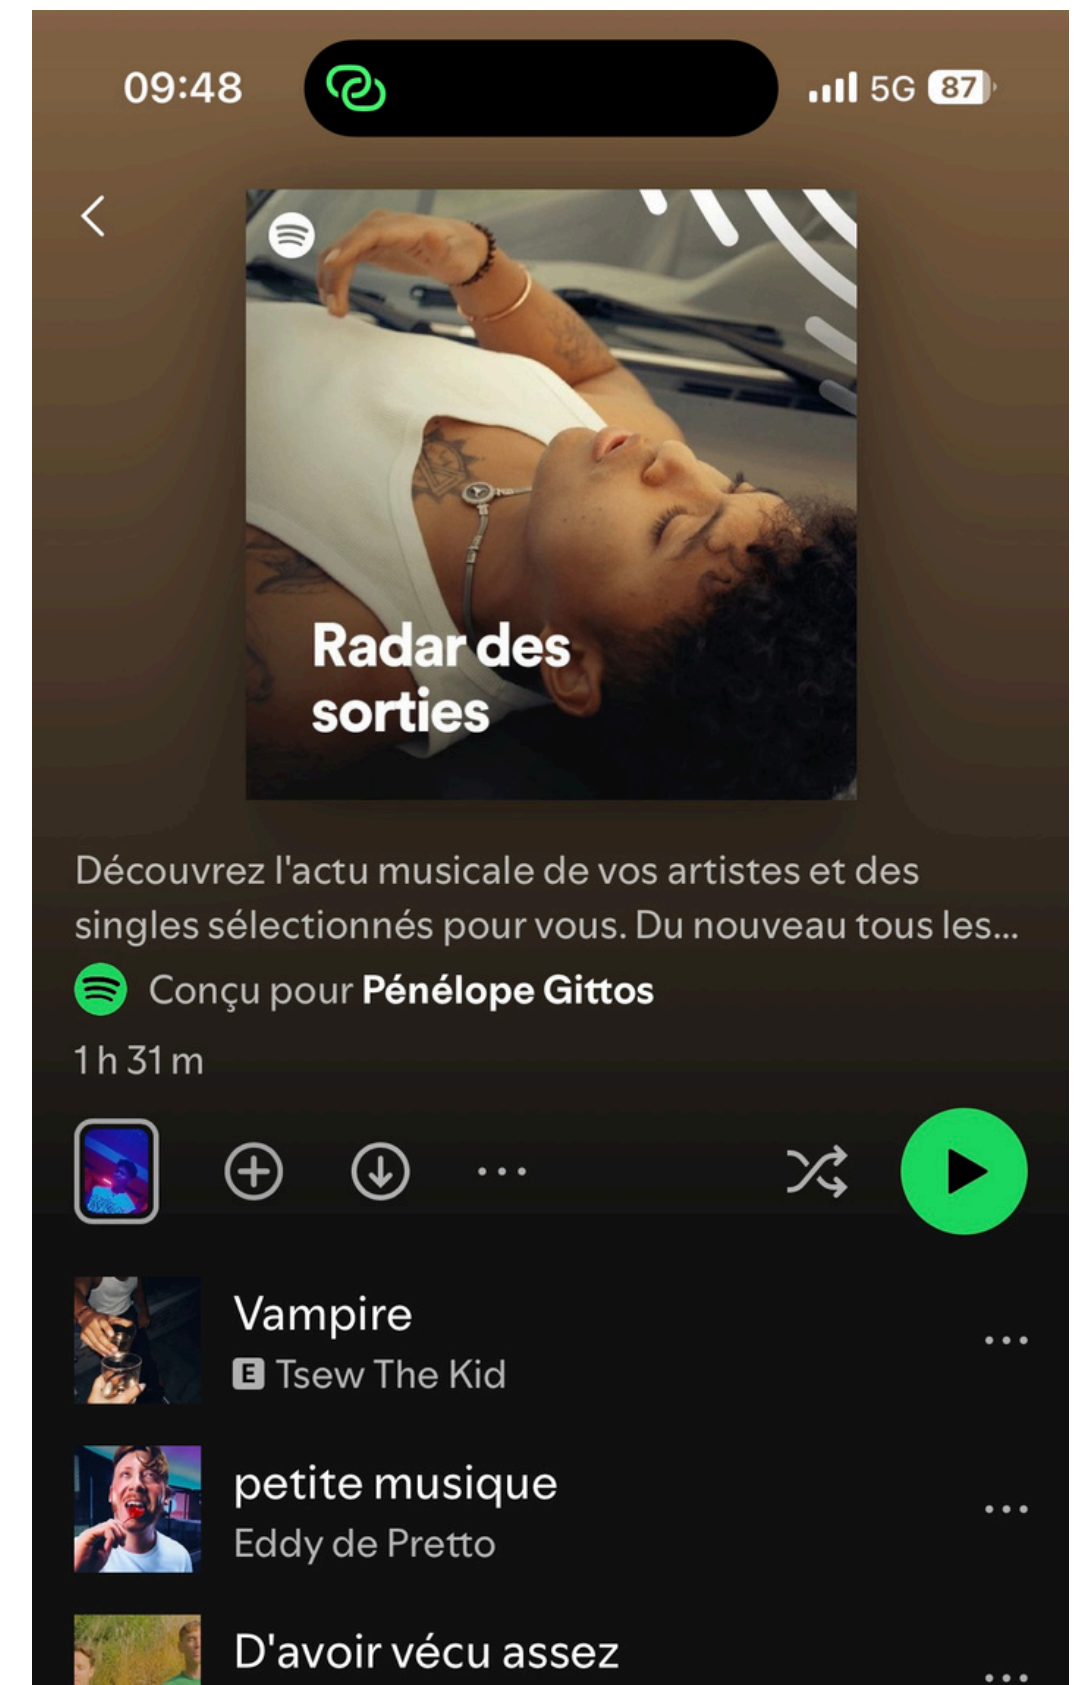 09:48
5G 87
Radar des
sorties
Découvrez l'actu musicale de vos artistes et des
singles sélectionnés pour vous. Du nouveau tous les...
Conçu pour Pénélope Gittos
1 h 31 m
Vampire
E Tsew The Kid
petite musique
Eddy de Pretto
D'avoir vécu assez